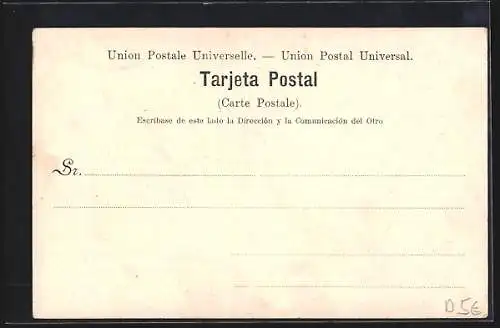 Union Postale Universelle. — Union Postal Universal.
Tarjeta Postal
(Carte Postale).
Escríbase de este lado la Dirección y la Comunicación del Otro
Sr.
D5€